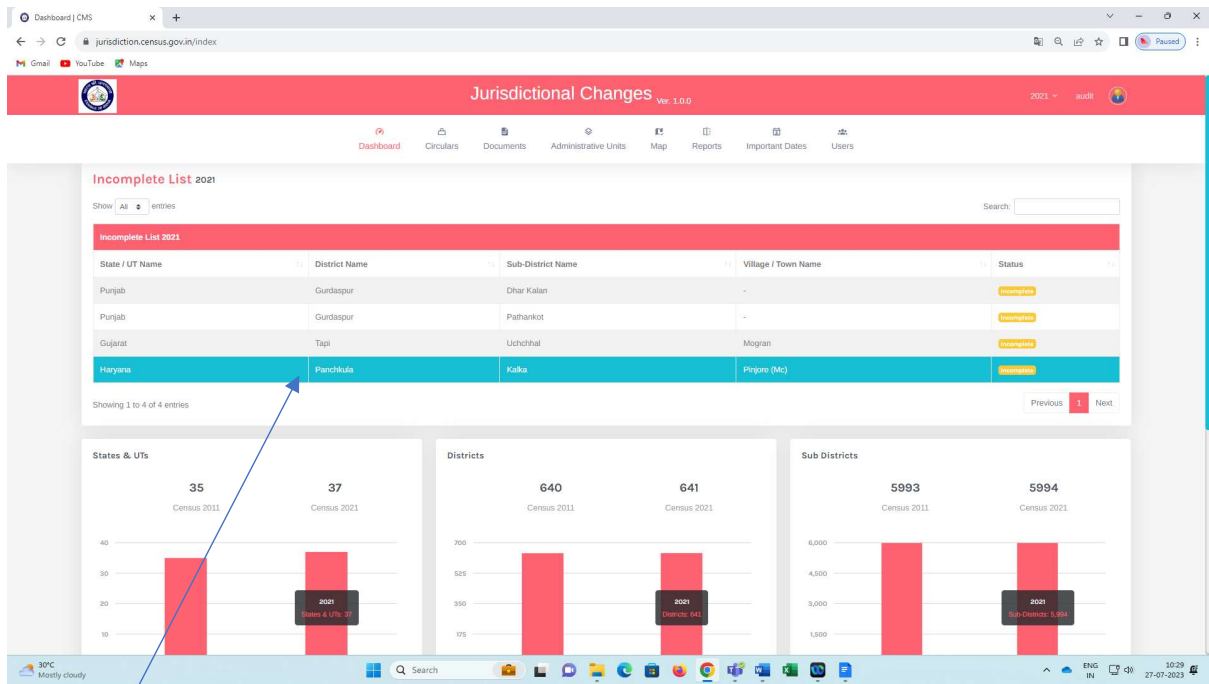 Dashboard | CMS
jurisdiction.census.gov.in/index
Paused
Gmail YouTube Maps
Jurisdictional Changes Ver. 1.0.0
2021 audit
Dashboard Circulars Documents Administrative Units Map Reports Important Dates Users
Incomplete List 2021
Show All entries Search:
Incomplete List 2021
State / UT Name District Name Sub-District Name Village / Town Name Status
Punjab Gurdaspur Dhar Kalan - Incomplete
Punjab Gurdaspur Pathankot - Incomplete
Gujarat Tapi Uchchhal Mogran Incomplete
Haryana Panchkula Kalka Pinjore (Mc) Incomplete
Showing 1 to 4 of 4 entries Previous 1 Next
States & UTs Districts Sub Districts
35 37 640 641 5993 5994
Census 2011 Census 2021 Census 2011 Census 2021 Census 2011 Census 2021
40 700 6,000
30 525 4,500
20 350 3,000
2021 2021 2021
States & UTs: 37 Districts: 641 Sub-Districts: 5,994
10 175 1,500
30°C
Mostly cloudy
Search
ENG
IN
10:29
27-07-2023